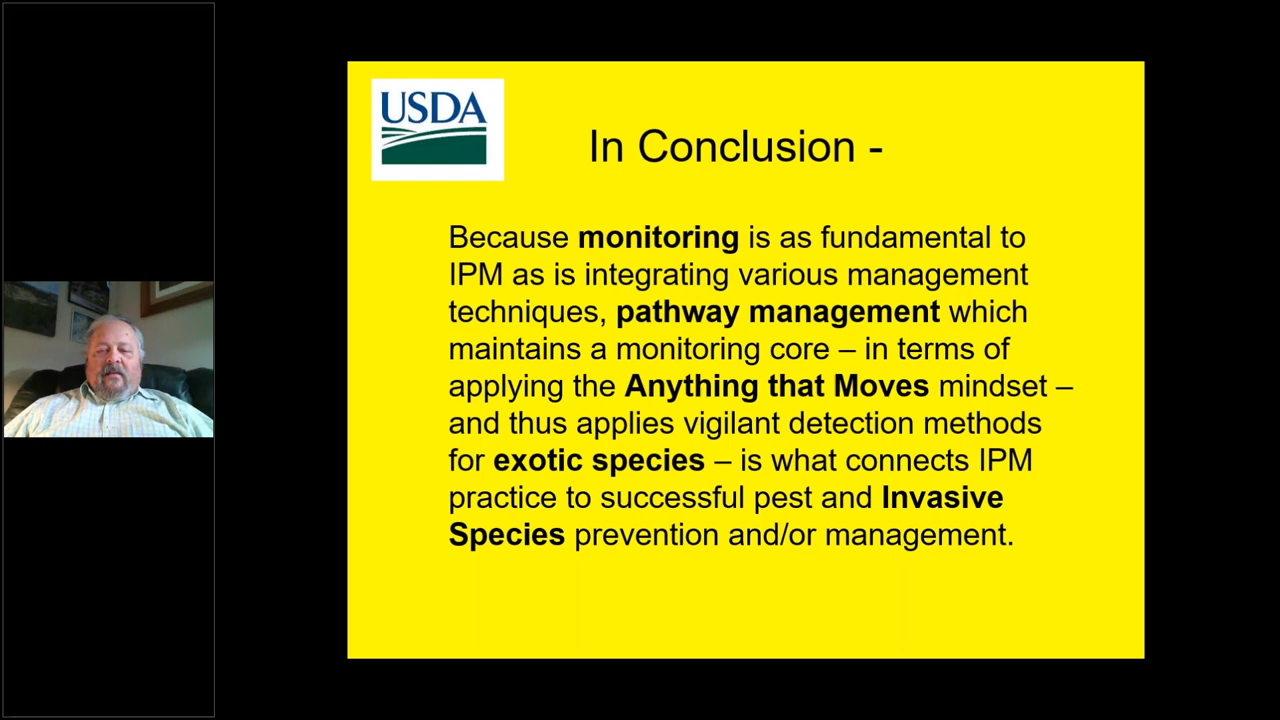 USDA
In Conclusion -
Because monitoring is as fundamental to
IPM as is integrating various management
techniques, pathway management which
maintains a monitoring core – in terms of
applying the Anything that Moves mindset –
and thus applies vigilant detection methods
for exotic species – is what connects IPM
practice to successful pest and Invasive
Species prevention and/or management.